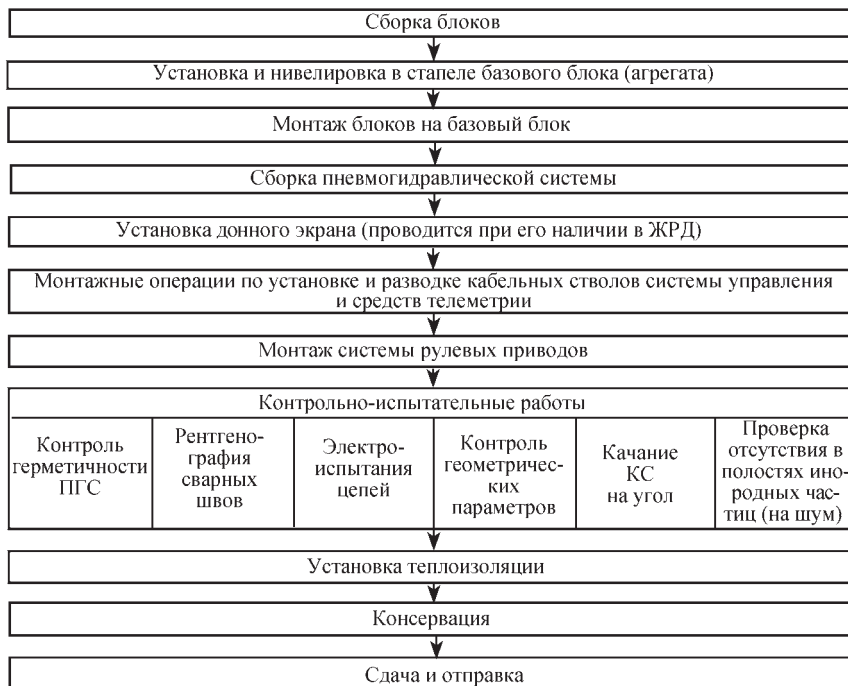 Сборка блоков
Установка и нивелировка в стапеле базового блока (агрегата)
Монтаж блоков на базовый блок
Сборка пневмогидравлической системы
Установка донного экрана (проводится при его наличии в ЖРД)
Монтажные операции по установке и разводке кабельных стволов системы управления
и средств телеметрии
Монтаж системы рулевых приводов
Контрольно-испытательные работы
Контроль
герметичности
ПГС
Рентгено-
графия
сварных
швов
Электро-
испытания
цепей
Контроль
геометричес-
ких
параметров
Качание
КС
на угол
Проверка
отсутствия в
полостях ино-
родных час-
тиц (на шум)
Установка теплоизоляции
Консервация
Сдача и отправка